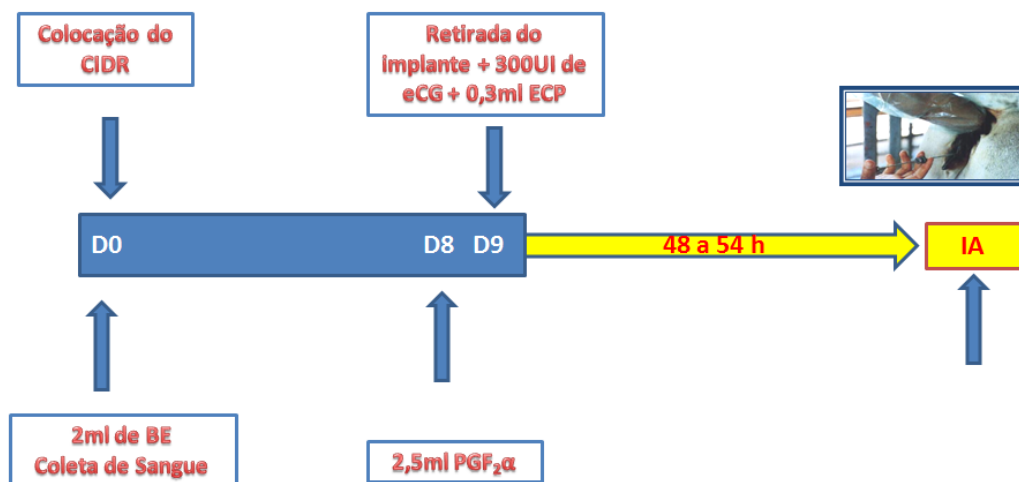 Colocação do
CIDR
Retirada do
implante + 300UI de
eCG + 0,3ml ECP
D0
D8
D9
48 a 54 h
IA
2ml de BE
Coleta de Sangue
2,5ml PGF₂α